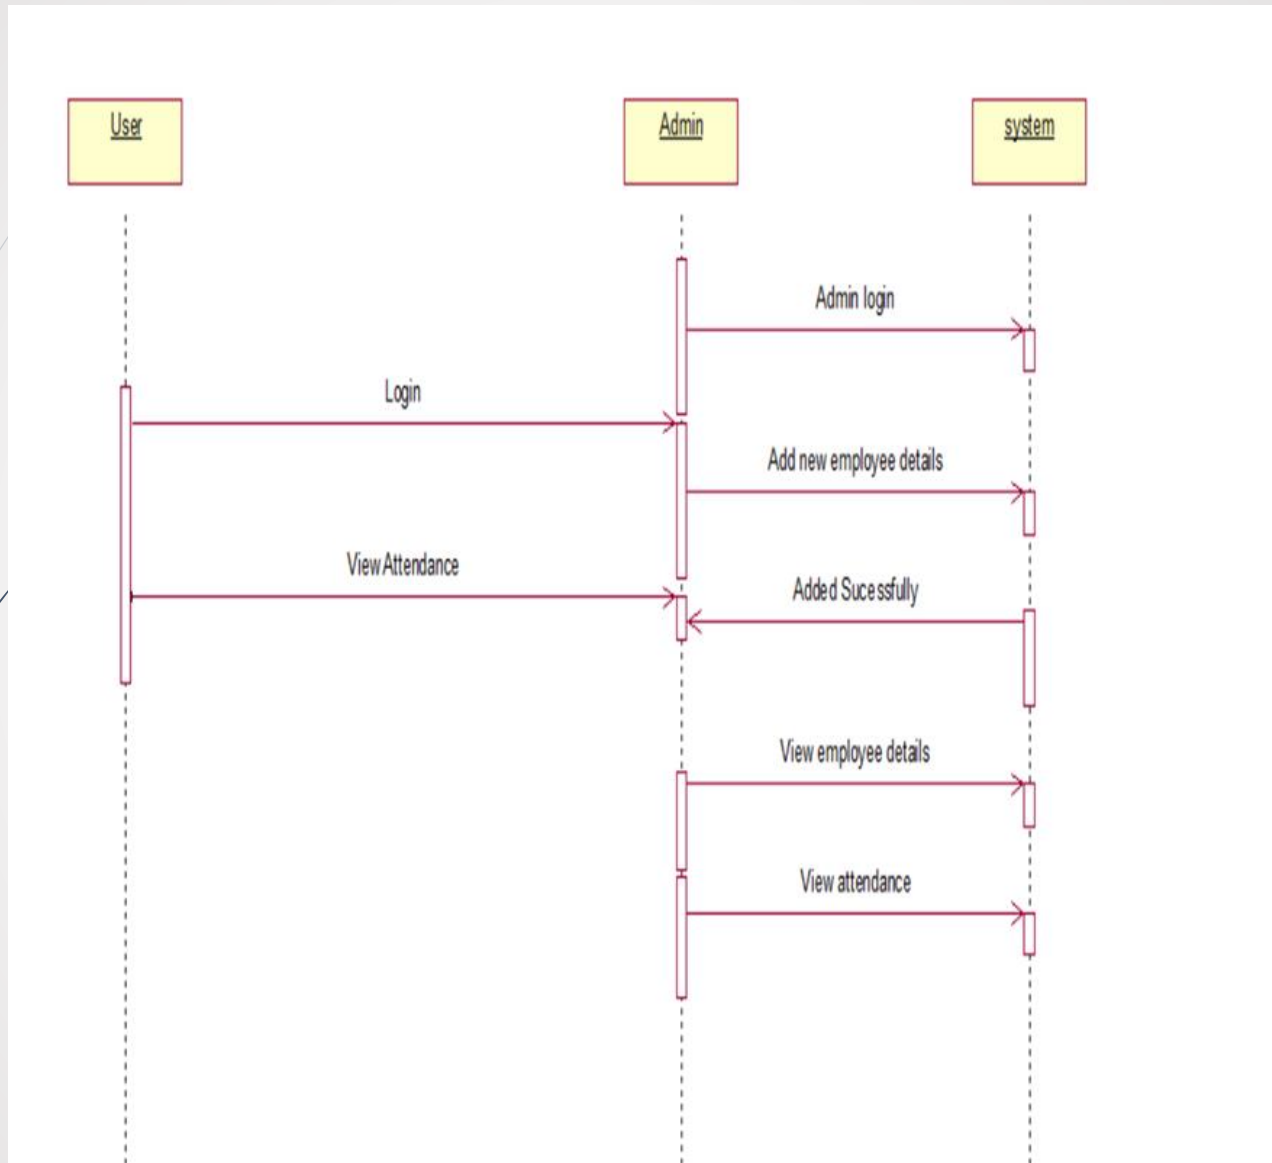 User
Admin
system
Admin login
Login
Add new employee details
View Attendance
Added Sucessfully
View employee details
View attendance